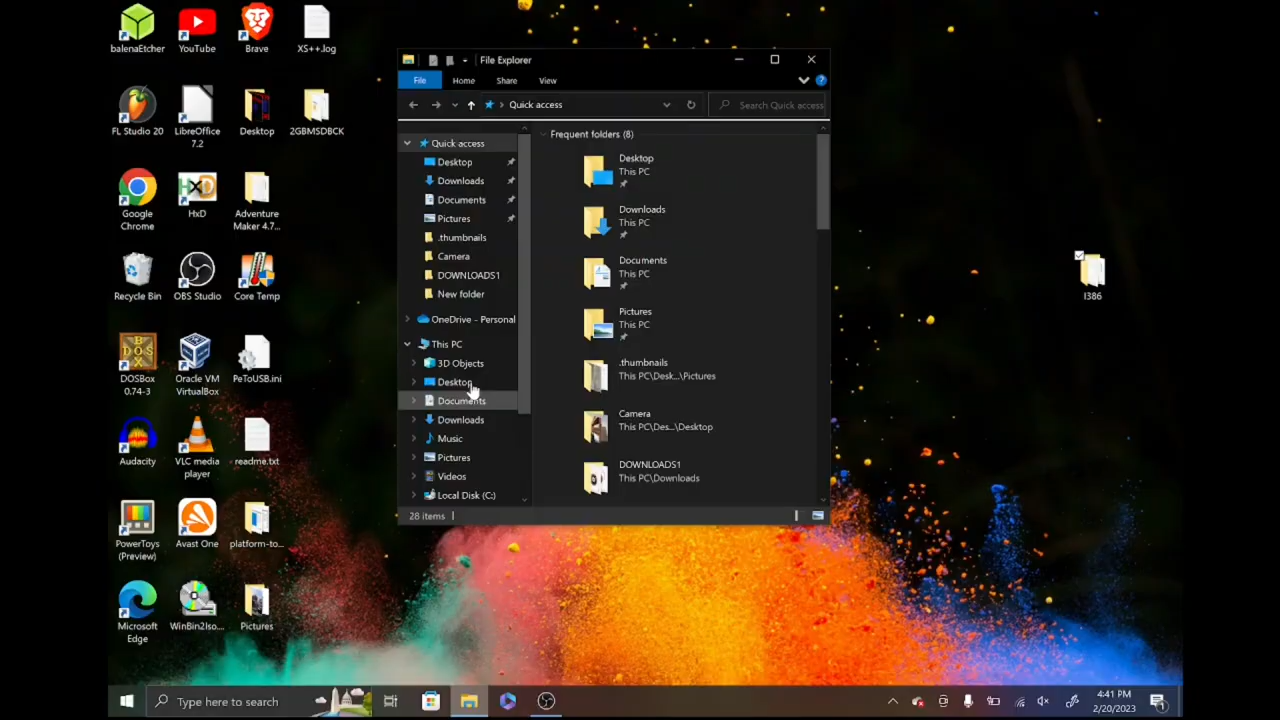 balenaEtcher
YouTube
Brave
XS++.log
FL Studio 20
LibreOffice
7.2
Desktop
2GBMSDBCK
Google
Chrome
HxD
Adventure
Maker 4.7...
Recycle Bin
OBS Studio
Core Temp
DOS
BOX
DOSBox
0.74-3
Oracle VM
VirtualBox
PeToUSB.ini
Audacity
VLC media
player
readme.txt
PowerToys
(Preview)
Avast One
platform-to...
Microsoft
Edge
WinBin2Iso...
Pictures
File Explorer
File
Home
Share
View
Quick access
Search Quick access
Quick access
Desktop
Downloads
Documents
Pictures
.thumbnails
Camera
DOWNLOADS1
New folder
OneDrive - Personal
This PC
3D Objects
Desktop
Documents
Downloads
Music
Pictures
Videos
Local Disk (C:)
Frequent folders (8)
Desktop
This PC
Downloads
This PC
Documents
This PC
Pictures
This PC
.thumbnails
This PC\Desk...\Pictures
Camera
This PC\Des...\Desktop
DOWNLOADS1
This PC\Downloads
28 items
I386
Type here to search
4:41 PM
2/20/2023
1